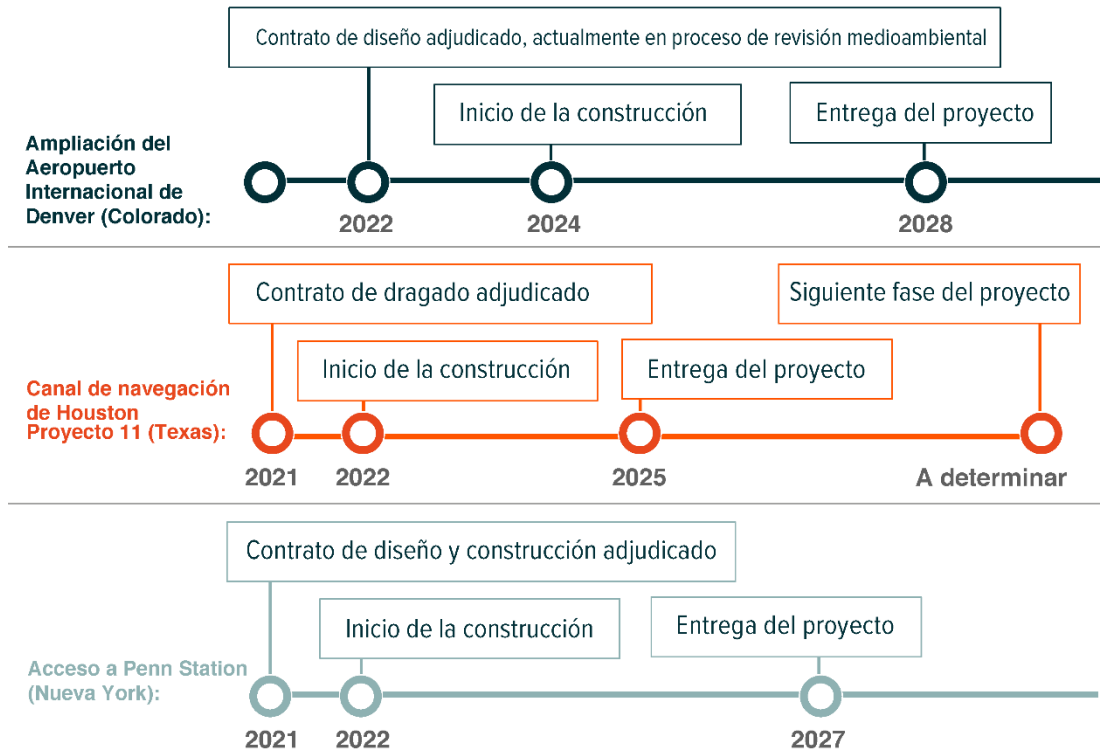 Contrato de diseño adjudicado, actualmente en proceso de revisión medioambiental
Inicio de la construcción
Entrega del proyecto
Ampliación del
Aeropuerto
Internacional de
Denver (Colorado):
2022
2024
2028
Contrato de dragado adjudicado
Siguiente fase del proyecto
Inicio de la construcción
Entrega del proyecto
Canal de navegación
de Houston
Proyecto 11 (Texas):
2021
2022
2025
A determinar
Contrato de diseño y construcción adjudicado
Inicio de la construcción
Entrega del proyecto
Acceso a Penn Station
(Nueva York):
2021
2022
2027